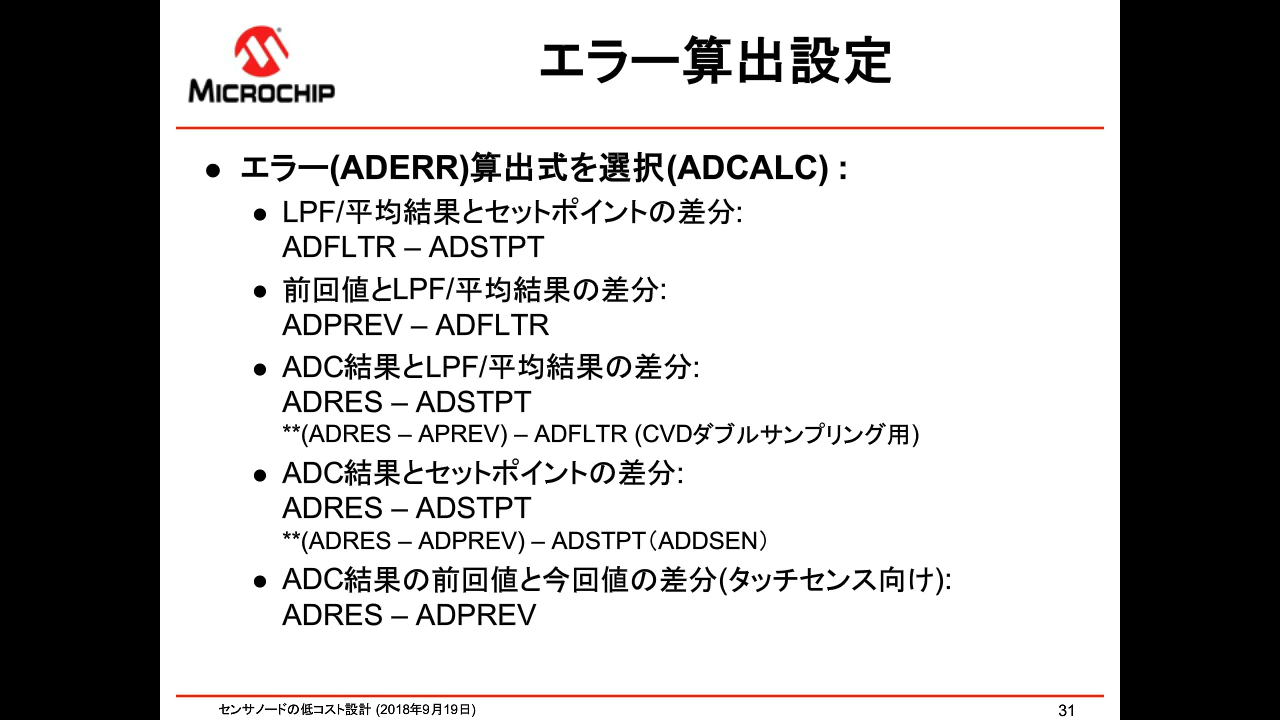 MICROCHIP
エラー算出設定
● エラー(ADERR)算出式を選択(ADCALC) :
● LPF/平均結果とセットポイントの差分:
ADFLTR – ADSTPT
● 前回値とLPF/平均結果の差分:
ADPREV – ADFLTR
● ADC結果とLPF/平均結果の差分:
ADRES – ADSTPT
**(ADRES – APREV) – ADFLTR (CVDダブルサンプリング用)
● ADC結果とセットポイントの差分:
ADRES – ADSTPT
**(ADRES – ADPREV) – ADSTPT（ADDSEN）
● ADC結果の前回値と今回値の差分(タッチセンス向け):
ADRES – ADPREV
センサノードの低コスト設計 (2018年9月19日)
31